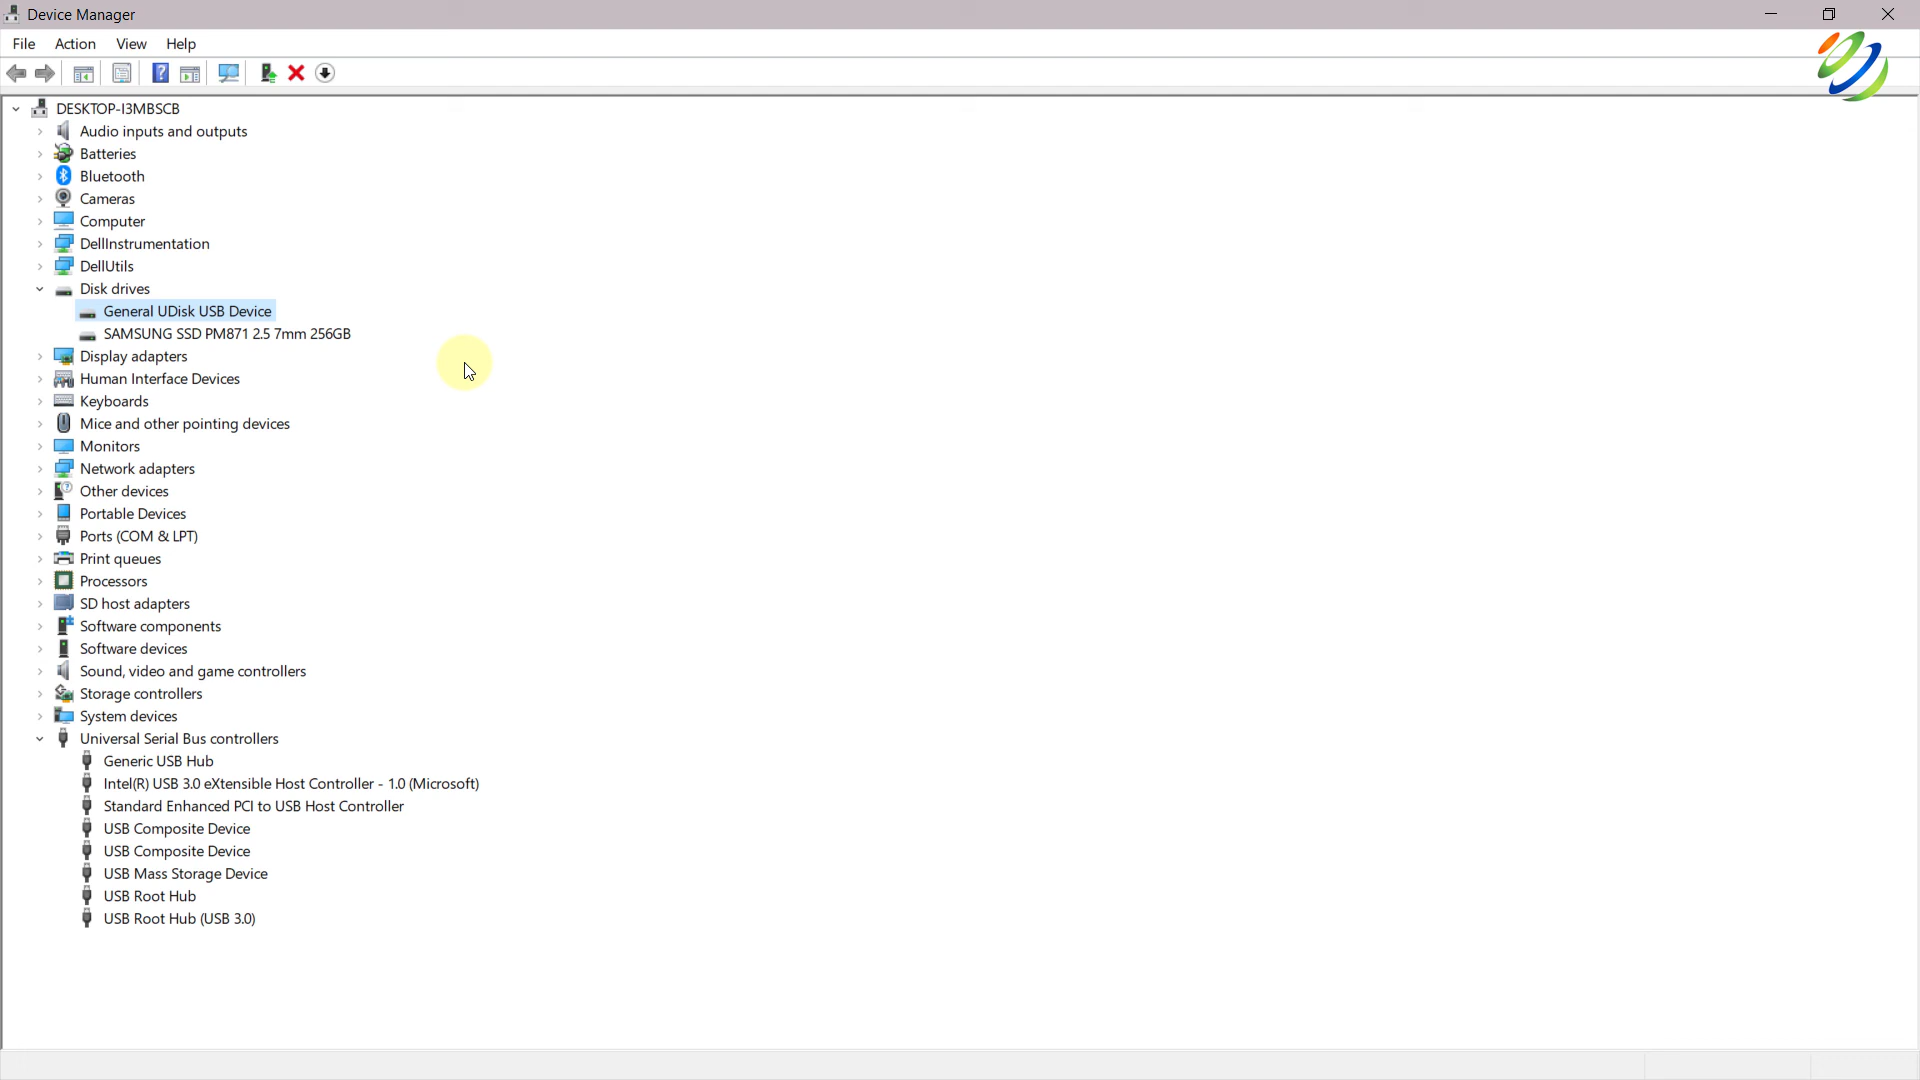 Device Manager
File Action View Help
DESKTOP-I3MBSCB
Audio inputs and outputs
Batteries
Bluetooth
Cameras
Computer
DellInstrumentation
DellUtils
Disk drives
General UDisk USB Device
SAMSUNG SSD PM871 2.5 7mm 256GB
Display adapters
Human Interface Devices
Keyboards
Mice and other pointing devices
Monitors
Network adapters
Other devices
Portable Devices
Ports (COM & LPT)
Print queues
Processors
SD host adapters
Software components
Software devices
Sound, video and game controllers
Storage controllers
System devices
Universal Serial Bus controllers
Generic USB Hub
Intel(R) USB 3.0 eXtensible Host Controller - 1.0 (Microsoft)
Standard Enhanced PCI to USB Host Controller
USB Composite Device
USB Composite Device
USB Mass Storage Device
USB Root Hub
USB Root Hub (USB 3.0)